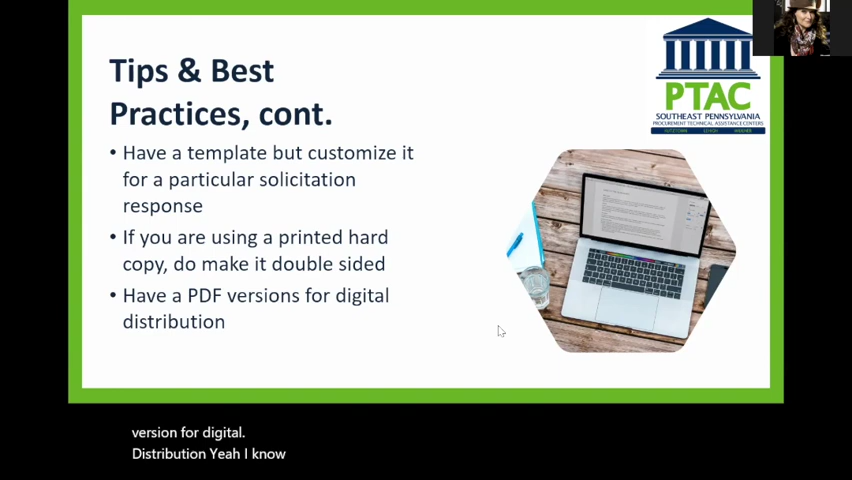 Tips & Best
Practices, cont.
• Have a template but customize it
for a particular solicitation
response
• If you are using a printed hard
copy, do make it double sided
• Have a PDF versions for digital
distribution
PTAC
SOUTHEAST PENNSYLVANIA
PROCUREMENT TECHNICAL ASSISTANCE CENTERS
version for digital.
Distribution Yeah I know